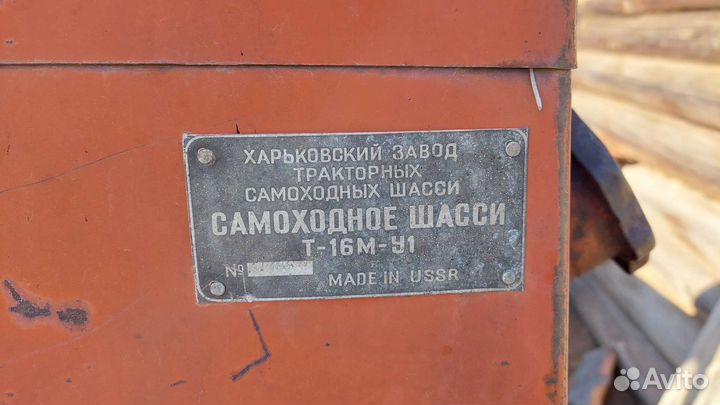 ХАРЬКОВСКИЙ ЗАВОД
ТРАКТОРНЫХ
САМОХОДНЫХ ШАССИ
САМОХОДНОЕ ШАССИ
Т-16М-У1
№
MADE IN USSR
Avito